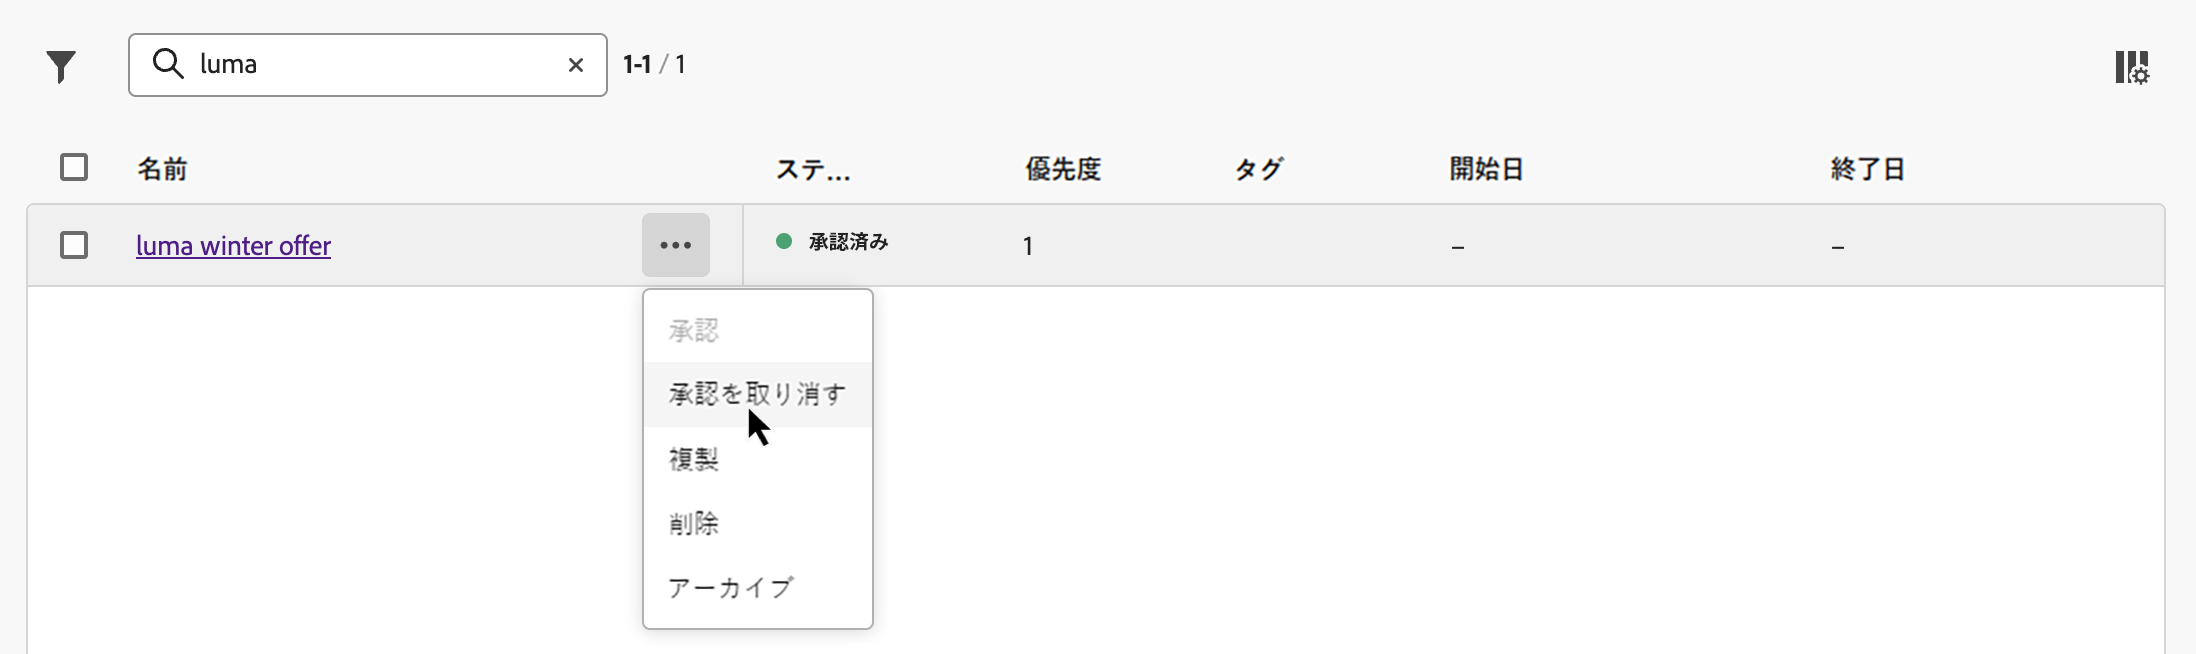 luma
1-1 / 1
名前 ステ... 優先度 タグ 開始日 終了日
luma winter offer 承認済み 1 – –
承認
承認を取り消す
複製
削除
アーカイブ